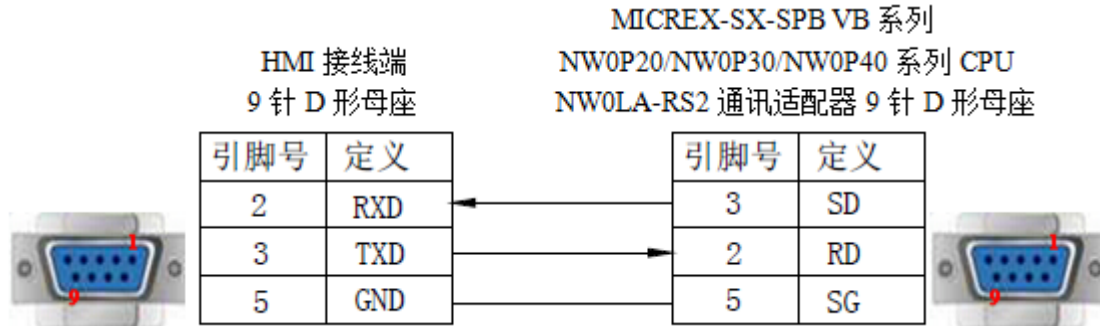 MICREX-SX-SPB VB 系列
HMI 接线端
NW0P20/NW0P30/NW0P40 系列 CPU
9 针 D 形母座
NW0LA-RS2 通讯适配器 9 针 D 形母座
引脚号 定义 引脚号 定义
2 RXD 3 SD
3 TXD 2 RD
5 GND 5 SG
1 1
9 9